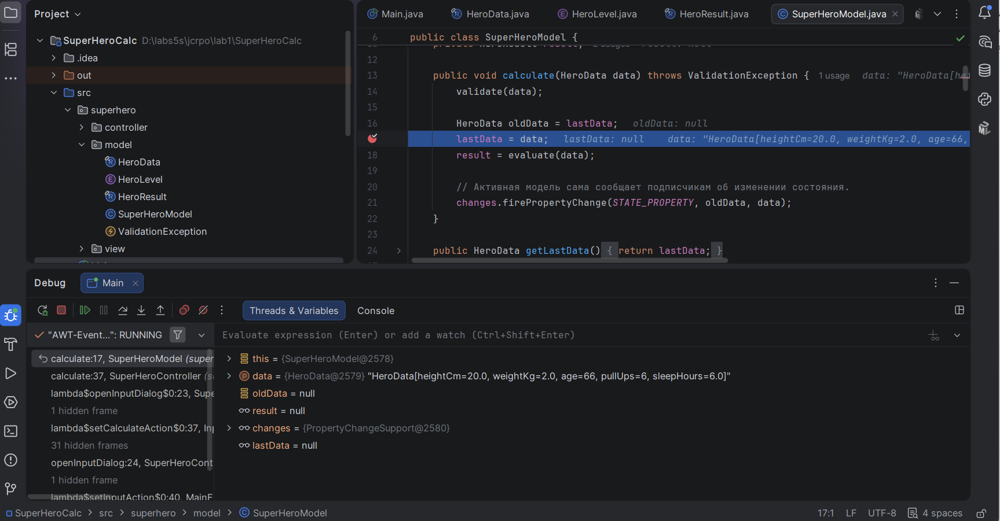 Project
SuperHeroCalc D:\labs5s\jcrpo\lab1\SuperHeroCalc
.idea
out
src
superhero
controller
model
HeroData
HeroLevel
HeroResult
SuperHeroModel
ValidationException
view
Main.java HeroData.java HeroLevel.java HeroResult.java SuperHeroModel.java
6 public class SuperHeroModel {
12
13 public void calculate(HeroData data) throws ValidationException { 1 usage data: "HeroData[hei
14 validate(data);
15
16 HeroData oldData = lastData; oldData: null
lastData = data; lastData: null data: "HeroData[heightCm=20.0, weightKg=2.0, age=66,
18 result = evaluate(data);
19
20 // Активная модель сама сообщает подписчикам об изменении состояния.
21 changes.firePropertyChange(STATE_PROPERTY, oldData, data);
22 }
23
24 public HeroData getLastData() { return lastData; }
Debug Main
Threads & Variables Console
"AWT-Event...": RUNNING
Evaluate expression (Enter) or add a watch (Ctrl+Shift+Enter)
calculate:17, SuperHeroModel (super
calculate:37, SuperHeroController (s
lambda$openInputDialog$0:23, Supe
1 hidden frame
lambda$setCalculateAction$0:37, Inp
31 hidden frames
openInputDialog:24, SuperHeroCont
1 hidden frame
lambda$setInputAction$0:40, MainF
this = {SuperHeroModel@2578}
data = {HeroData@2579} "HeroData[heightCm=20.0, weightKg=2.0, age=66, pullUps=6, sleepHours=6.0]"
oldData = null
result = null
changes = {PropertyChangeSupport@2580}
lastData = null
SuperHeroCalc > src > superhero > model > SuperHeroModel
17:1 LF UTF-8 4 spaces